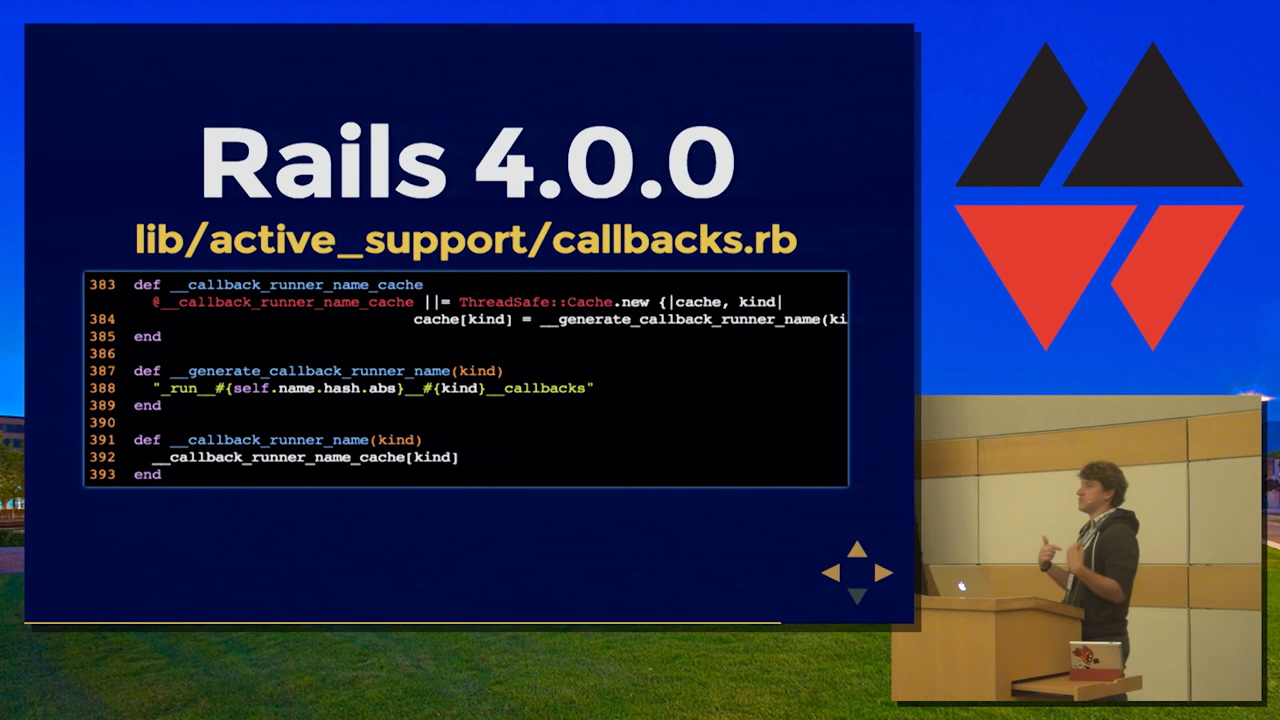 Rails 4.0.0
lib/active_support/callbacks.rb
383 def __callback_runner_name_cache
@__callback_runner_name_cache ||= ThreadSafe::Cache.new {|cache, kind|
384 cache[kind] = __generate_callback_runner_name(ki
385 end
386
387 def __generate_callback_runner_name(kind)
388 "_run__#{self.name.hash.abs}__#{kind}__callbacks"
389 end
390
391 def __callback_runner_name(kind)
392 __callback_runner_name_cache[kind]
393 end